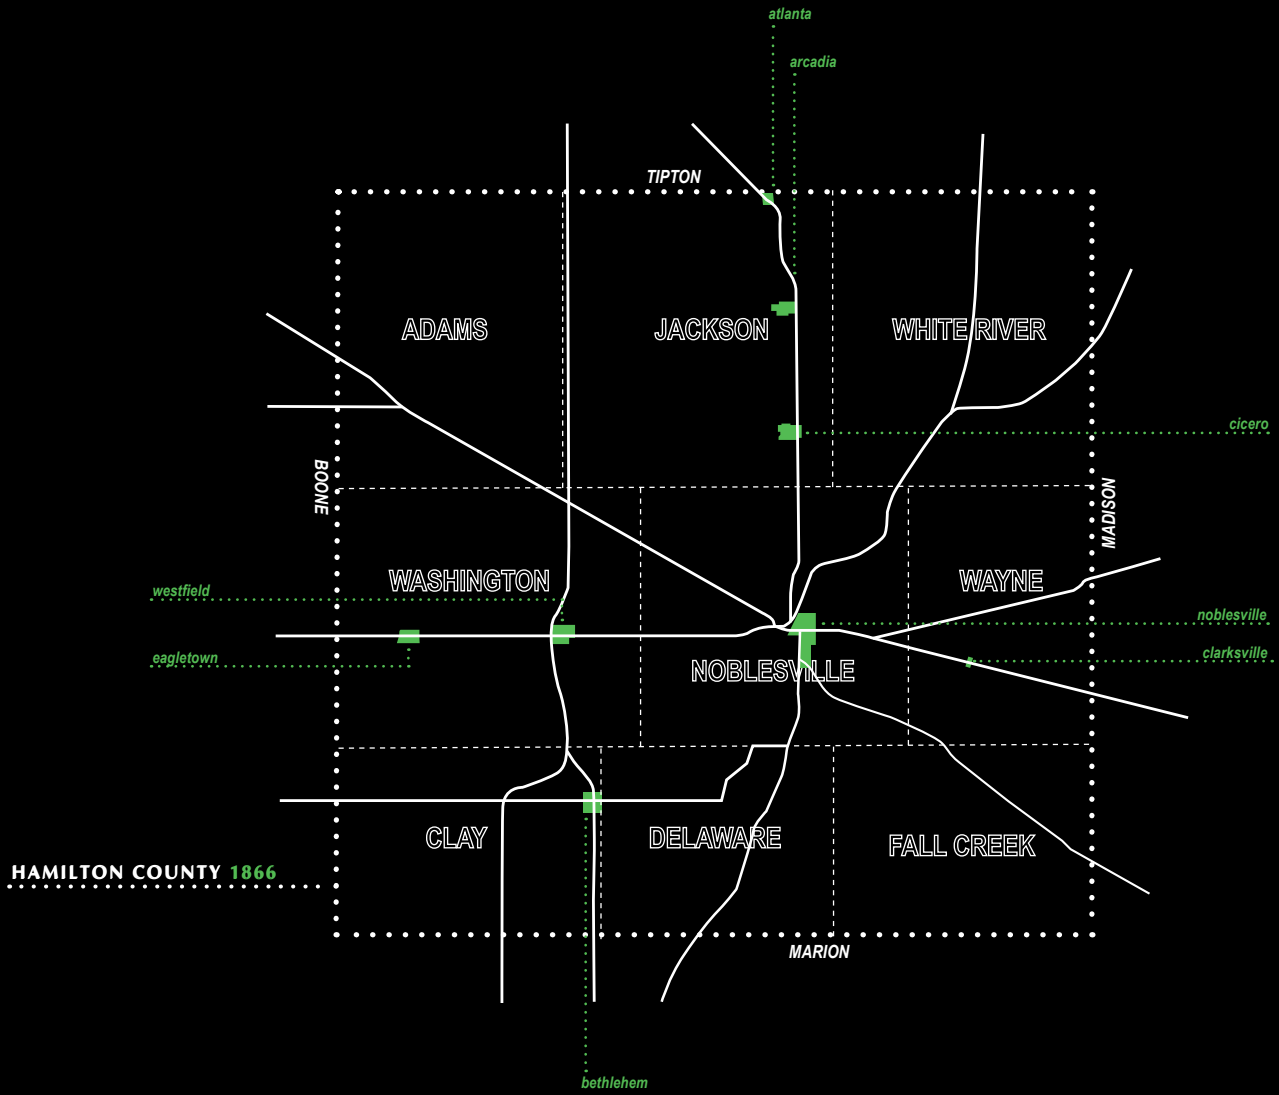 atlanta
arcadia
TIPTON
ADAMS
JACKSON
WHITE RIVER
cicero
BOONE
MADISON
WASHINGTON
WAYNE
westfield
noblesville
eagletown
clarksville
NOBLESVILLE
CLAY
DELAWARE
FALL CREEK
HAMILTON COUNTY 1866
MARION
bethlehem